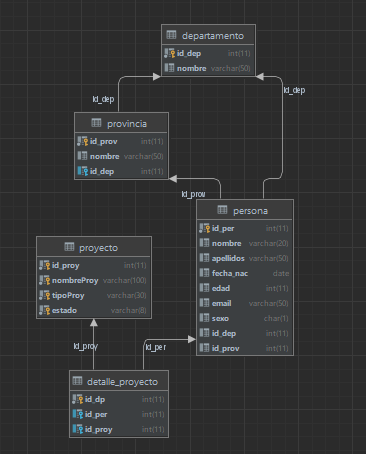 departamento
id_dep int(11)
nombre varchar(50)
id_dep
id_dep
provincia
id_prov int(11)
nombre varchar(50)
id_dep int(11)
id_prov
persona
id_per int(11)
nombre varchar(20)
apellidos varchar(50)
fecha_nac date
edad int(11)
email varchar(50)
sexo char(1)
id_dep int(11)
id_prov int(11)
proyecto
id_proy int(11)
nombreProy varchar(100)
tipoProy varchar(30)
estado varchar(8)
id_proy
id_per
detalle_proyecto
id_dp int(11)
id_per int(11)
id_proy int(11)